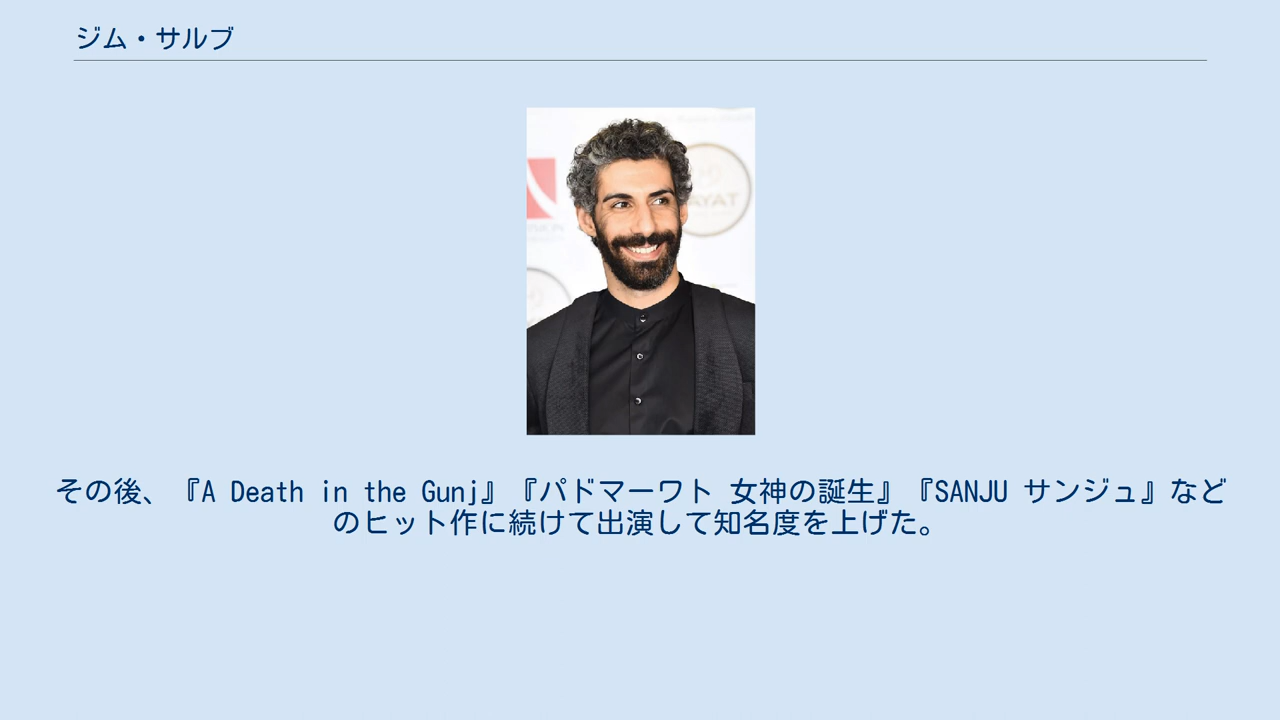 ジム・サルブ
AYAT
その後、『A Death in the Gunj』『パドマーワト 女神の誕生』『SANJU サンジュ』など
のヒット作に続けて出演して知名度を上げた。